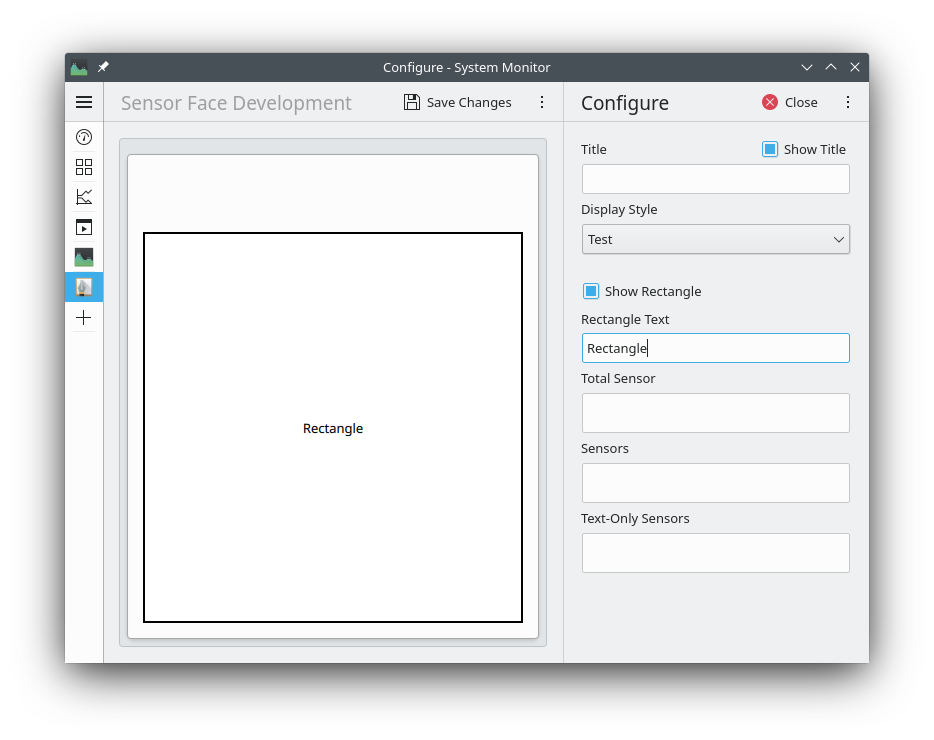 Configure - System Monitor
Sensor Face Development
Save Changes
Configure
Close
Title
Show Title
Display Style
Test
Show Rectangle
Rectangle Text
Rectangle
Total Sensor
Sensors
Text-Only Sensors
Rectangle